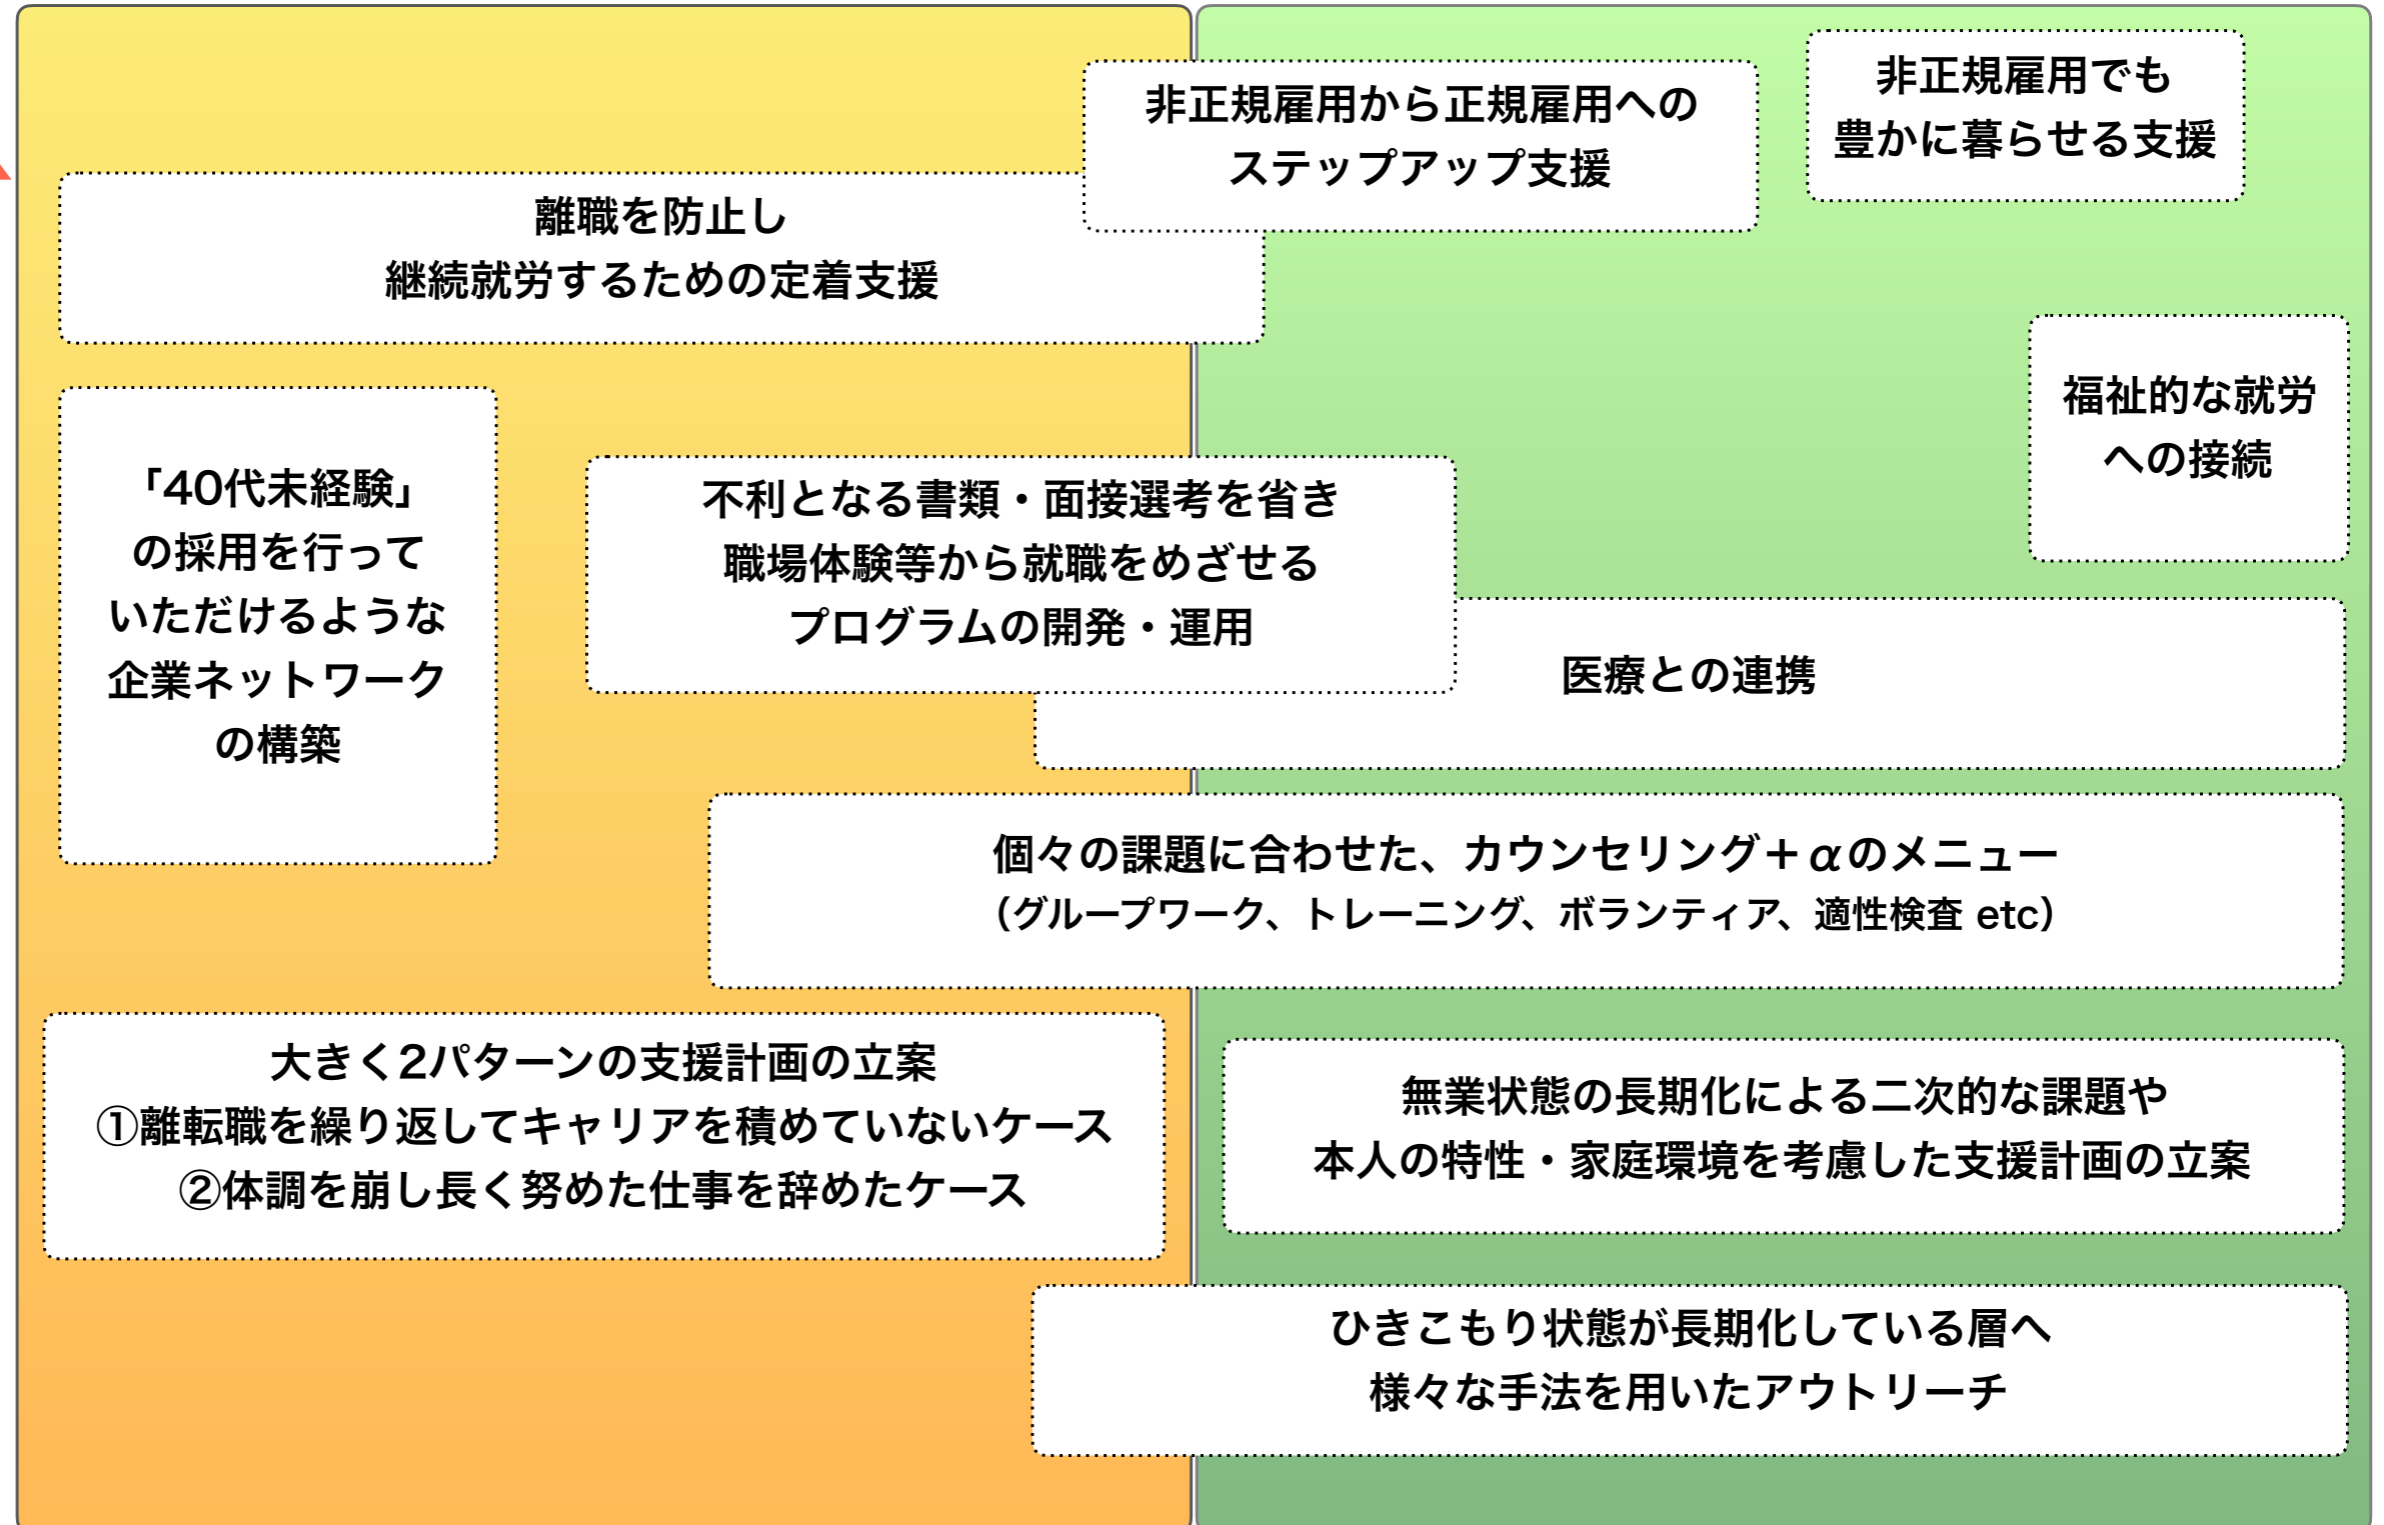 非正規雇用から正規雇用への
ステップアップ支援
非正規雇用でも
豊かに暮らせる支援
離職を防止し
継続就労するための定着支援
福祉的な就労
への接続
「40代未経験」
の採用を行って
いただけるような
企業ネットワーク
の構築
不利となる書類・面接選考を省き
職場体験等から就職をめざせる
プログラムの開発・運用
医療との連携
個々の課題に合わせた、カウンセリング+αのメニュー
（グループワーク、トレーニング、ボランティア、適性検査 etc）
大きく2パターンの支援計画の立案
①離転職を繰り返してキャリアを積めていないケース
②体調を崩し長く努めた仕事を辞めたケース
無業状態の長期化による二次的な課題や
本人の特性・家庭環境を考慮した支援計画の立案
ひきこもり状態が長期化している層へ
様々な手法を用いたアウトリーチ